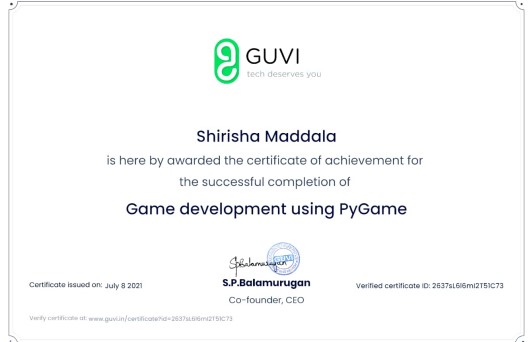 GUVI
tech deserves you
Shirisha Maddala
is here by awarded the certificate of achievement for
the successful completion of
Game development using PyGame
SpBalamurugan
GUVI
S.P.Balamurugan
Co-founder, CEO
Certificate issued on: July 8 2021
Verified certificate ID: 2637sL6I6mI2T51C73
Verify certificate at: www.guvi.in/certificate?id=2637sL6I6mI2T51C73